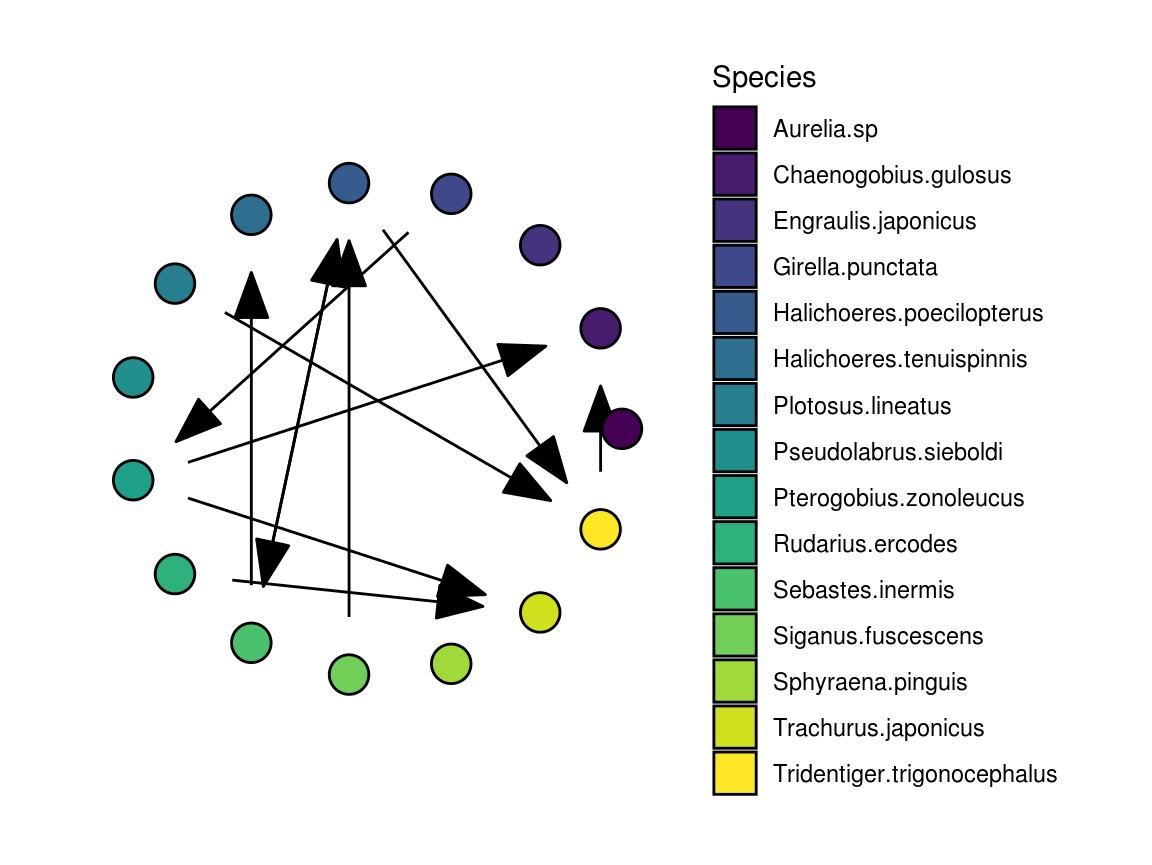 Species
Aurelia.sp
Chaenogobius.gulosus
Engraulis.japonicus
Girella.punctata
Halichoeres.poecilopterus
Halichoeres.tenuispinnis
Plotosus.lineatus
Pseudolabrus.sieboldi
Pterogobius.zonoleucus
Rudarius.ercodes
Sebastes.inermis
Siganus.fuscescens
Sphyraena.pinguis
Trachurus.japonicus
Tridentiger.trigonocephalus